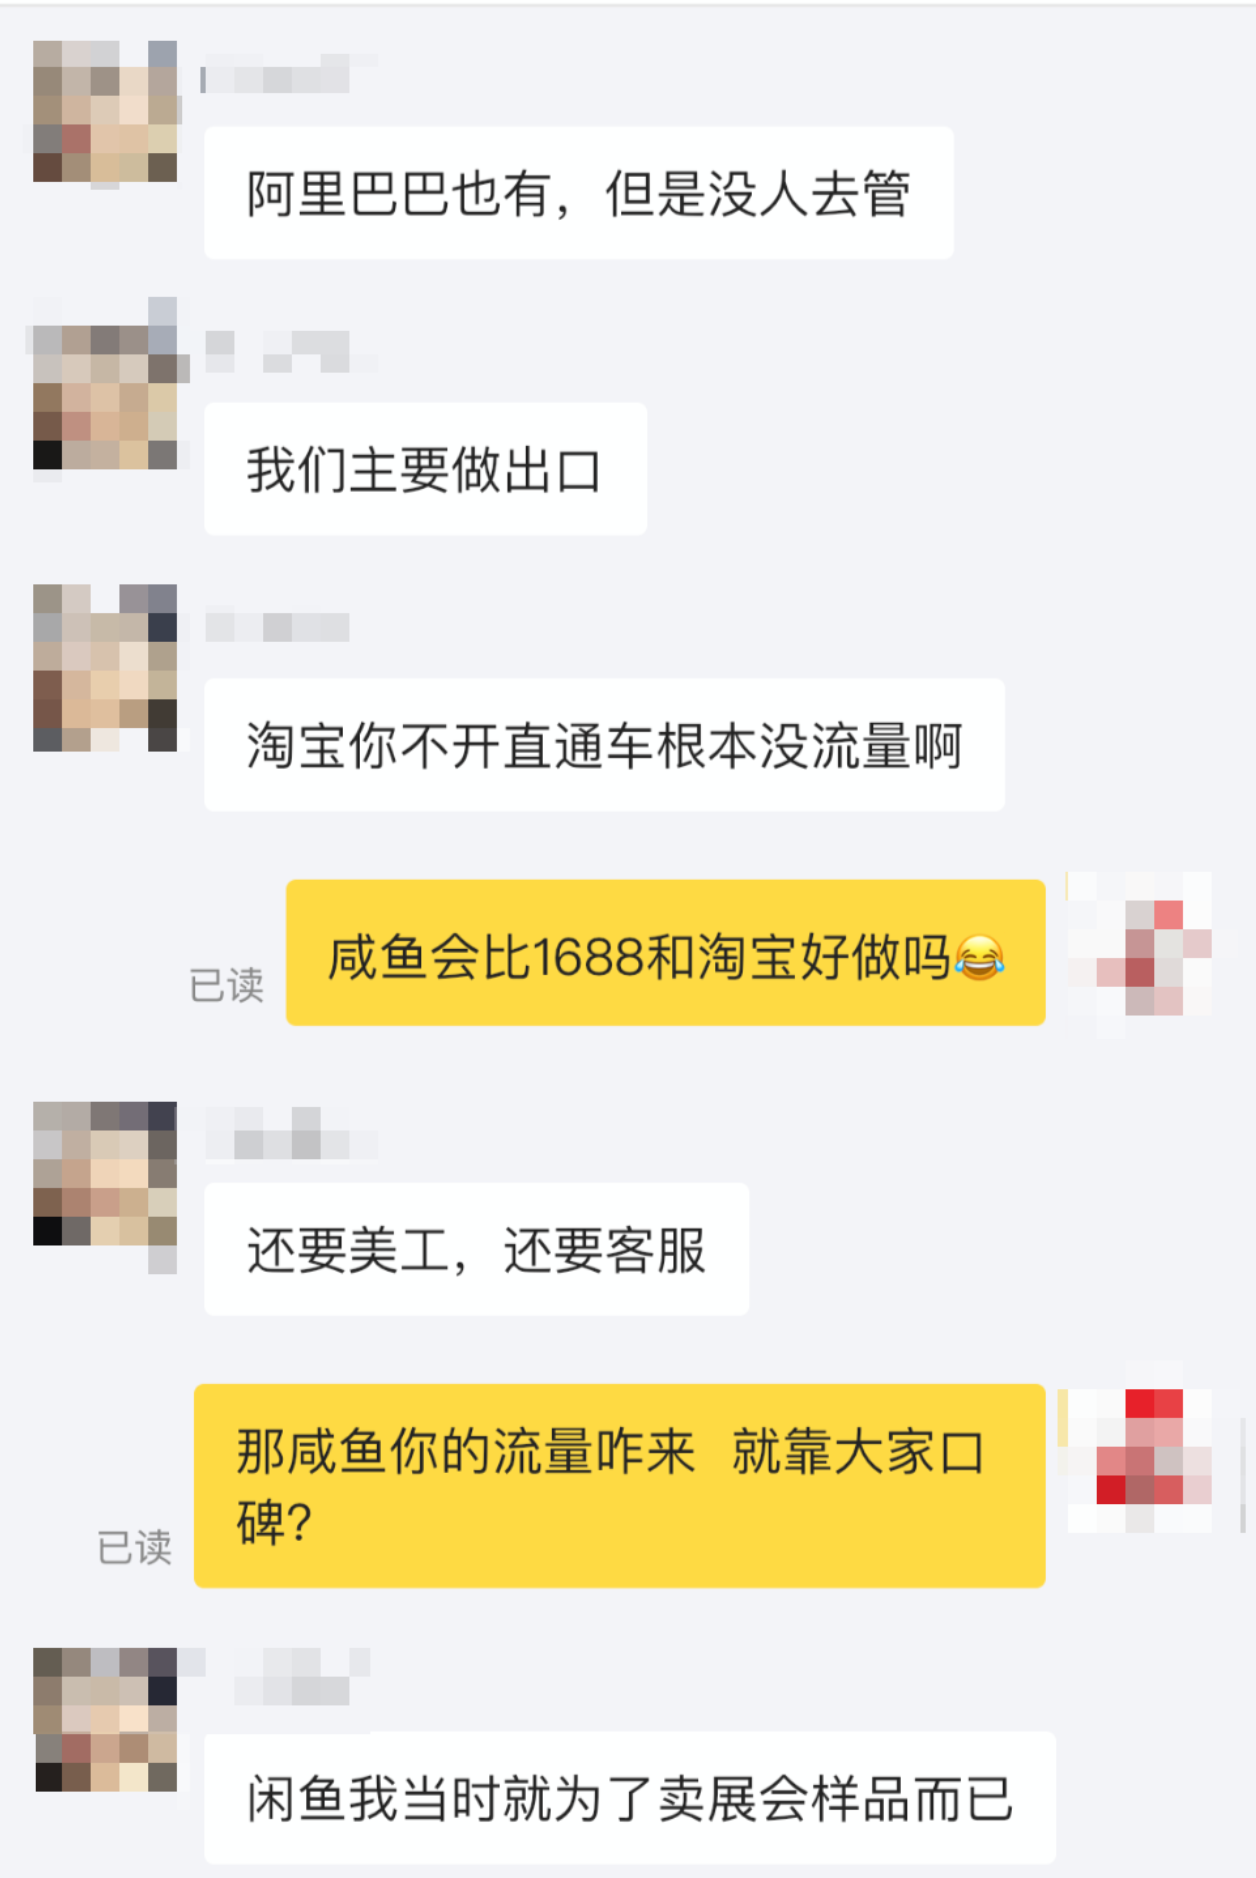 阿里巴巴也有，但是没人去管
我们主要做出口
淘宝你不开直通车根本没流量啊
咸鱼会比1688和淘宝好做吗😂
已读
还要美工，还要客服
那咸鱼你的流量咋来 就靠大家口
碑？
已读
闲鱼我当时就为了卖展会样品而已